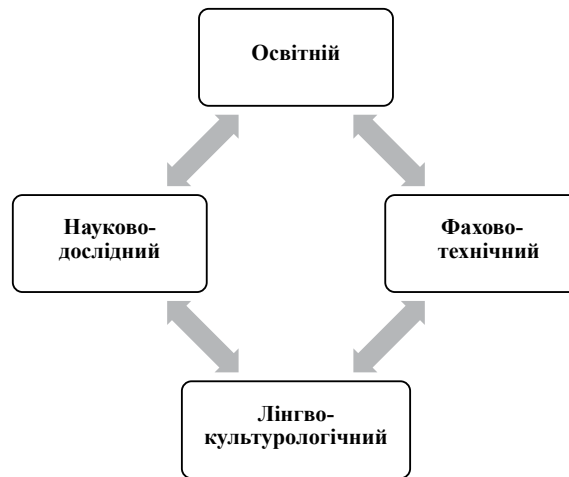 Освітній
Науково-
дослідний
Фахово-
технічний
Лінгво-
культурологічний